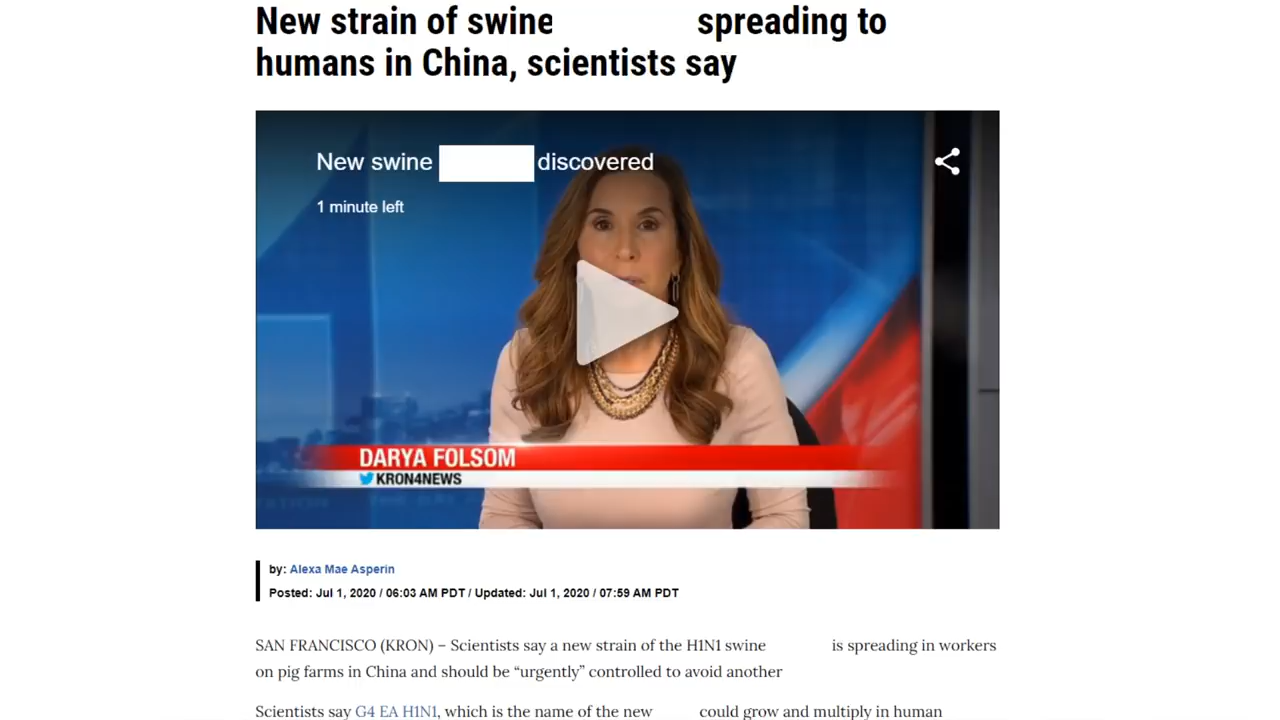 New strain of swine spreading to
humans in China, scientists say
New swine discovered
1 minute left
DARYA FOLSOM
KRON4NEWS
by: Alexa Mae Asperin
Posted: Jul 1, 2020 / 06:03 AM PDT / Updated: Jul 1, 2020 / 07:59 AM PDT
SAN FRANCISCO (KRON) – Scientists say a new strain of the H1N1 swine is spreading in workers
on pig farms in China and should be “urgently” controlled to avoid another
Scientists say G4 EA H1N1, which is the name of the new could grow and multiply in human